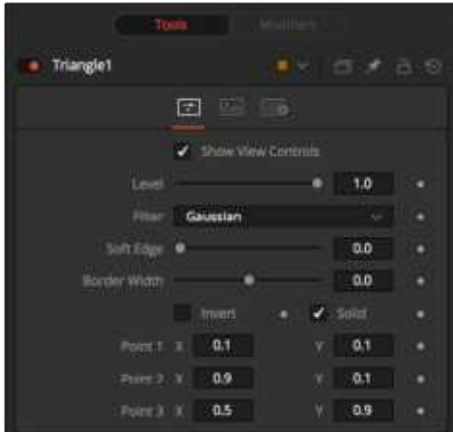 Tools Modifiers
Triangle1
Show View Controls
Level 1.0
Filter Gaussian
Soft Edge 0.0
Border Width 0.0
Invert Solid
Point 1 X 0.1 Y 0.1
Point 2 X 0.9 Y 0.1
Point 3 X 0.5 Y 0.9